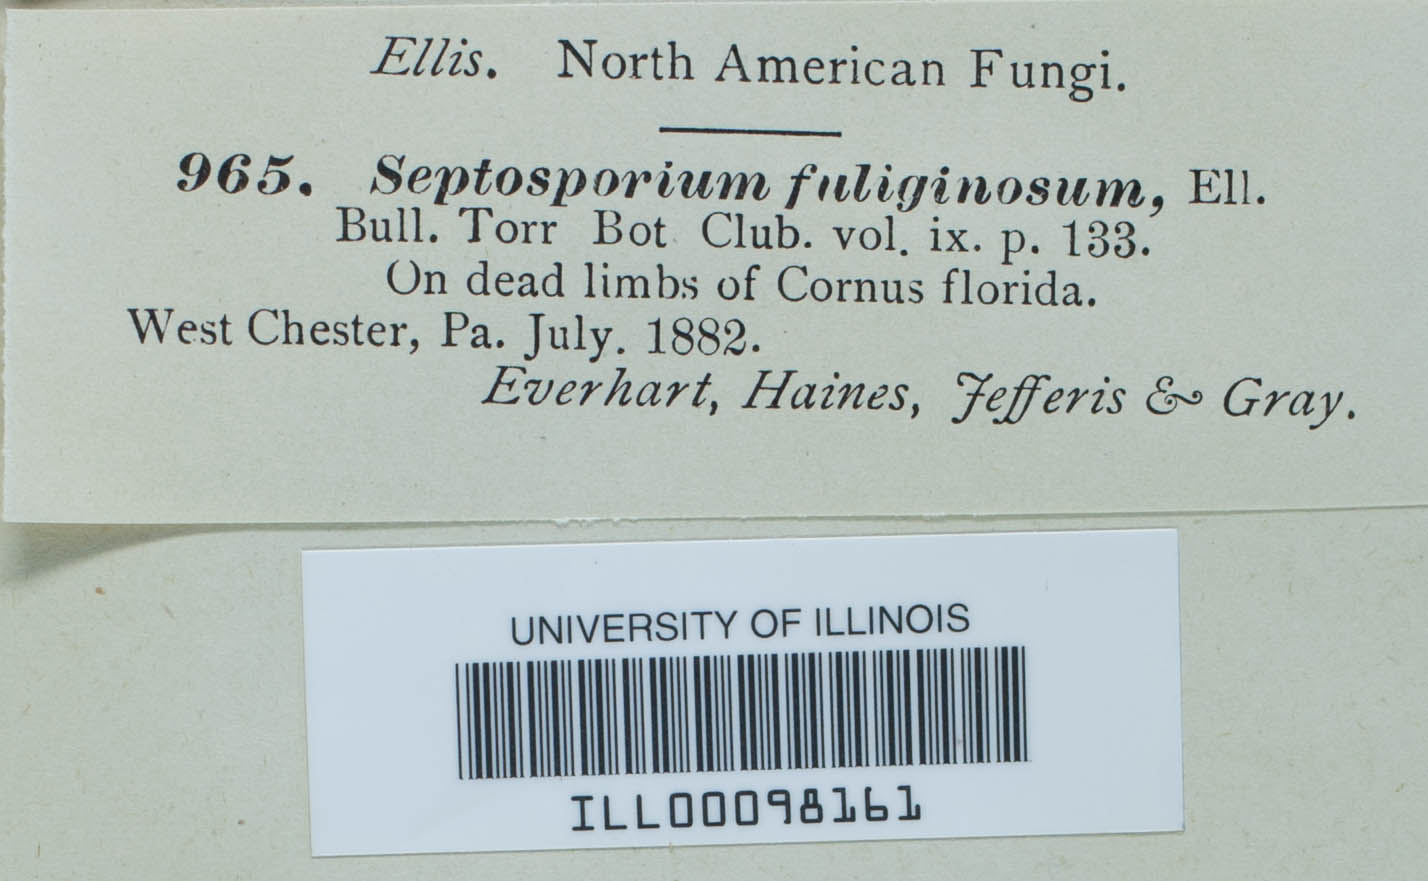 Ellis. North American Fungi.
965. Septosporium fuliginosum, Ell.
Bull. Torr Bot Club. vol. ix. p. 133.
On dead limbs of Cornus florida.
West Chester, Pa. July. 1882.
Everhart, Haines, Jefferis & Gray.
UNIVERSITY OF ILLINOIS
ILL00098161